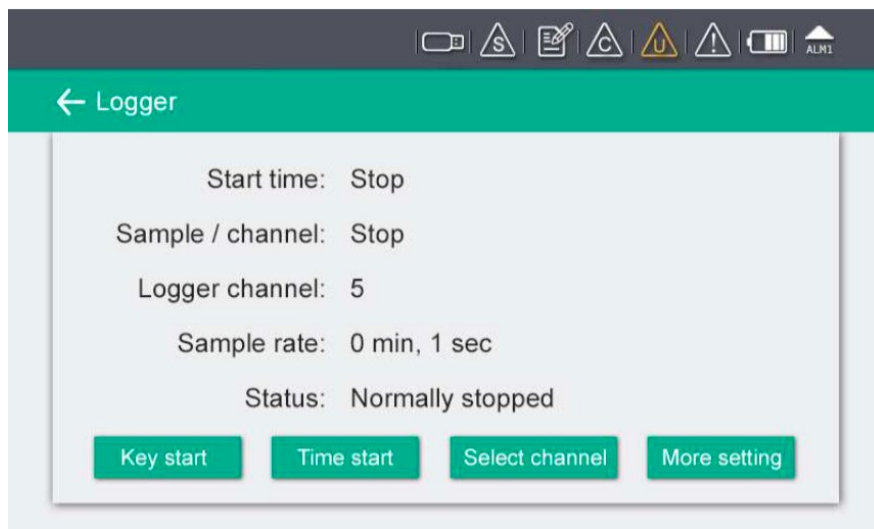 S C U ! ALM1
← Logger
Start time: Stop
Sample / channel: Stop
Logger channel: 5
Sample rate: 0 min, 1 sec
Status: Normally stopped
Key start Time start Select channel More setting